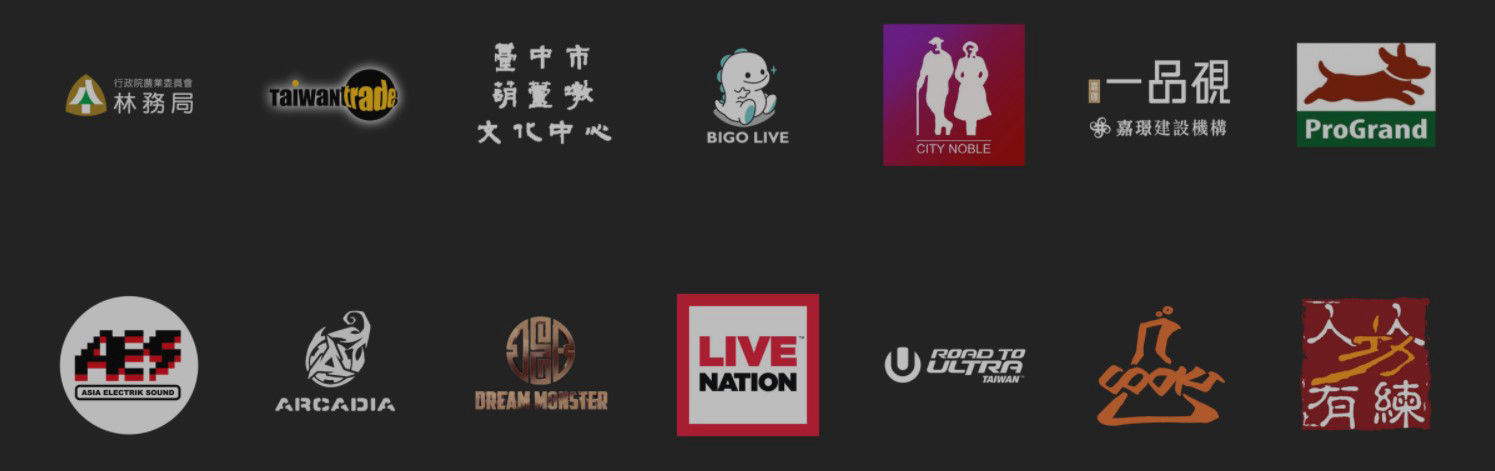 行政院農業委員會
林務局
Taiwantrade
臺中市
葫蘆墩
文化中心
BIGO LIVE
CITY NOBLE
一品硯
嘉璟建設機構
ProGrand
AES
ASIA ELECTRIK SOUND
ARCADIA
DREAM MONSTER
LIVE™
NATION
ROAD TO
ULTRA
TAIWAN™
人人
有練